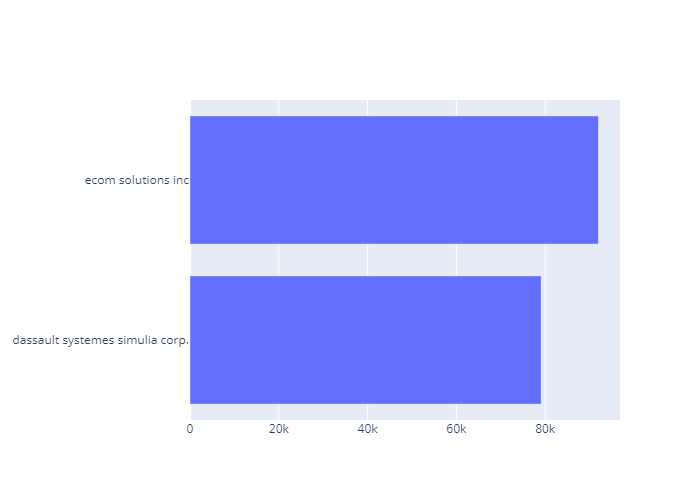 ecom solutions inc
dassault systemes simulia corp.
0 20k 40k 60k 80k